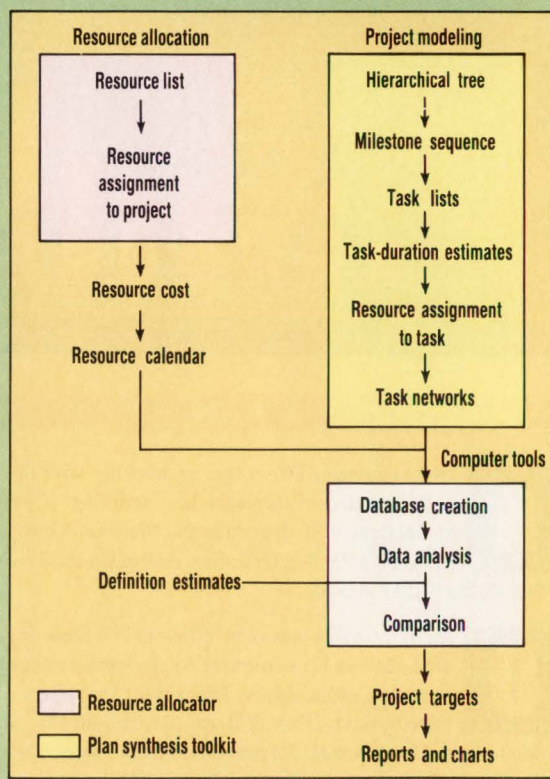 Resource allocation
Resource list
Resource
assignment
to project
Resource cost
Resource calendar
Project modeling
Hierarchical tree
Milestone sequence
Task lists
Task-duration estimates
Resource assignment
to task
Task networks
Computer tools
Database creation
Data analysis
Definition estimates
Comparison
Project targets
Reports and charts
Resource allocator
Plan synthesis toolkit